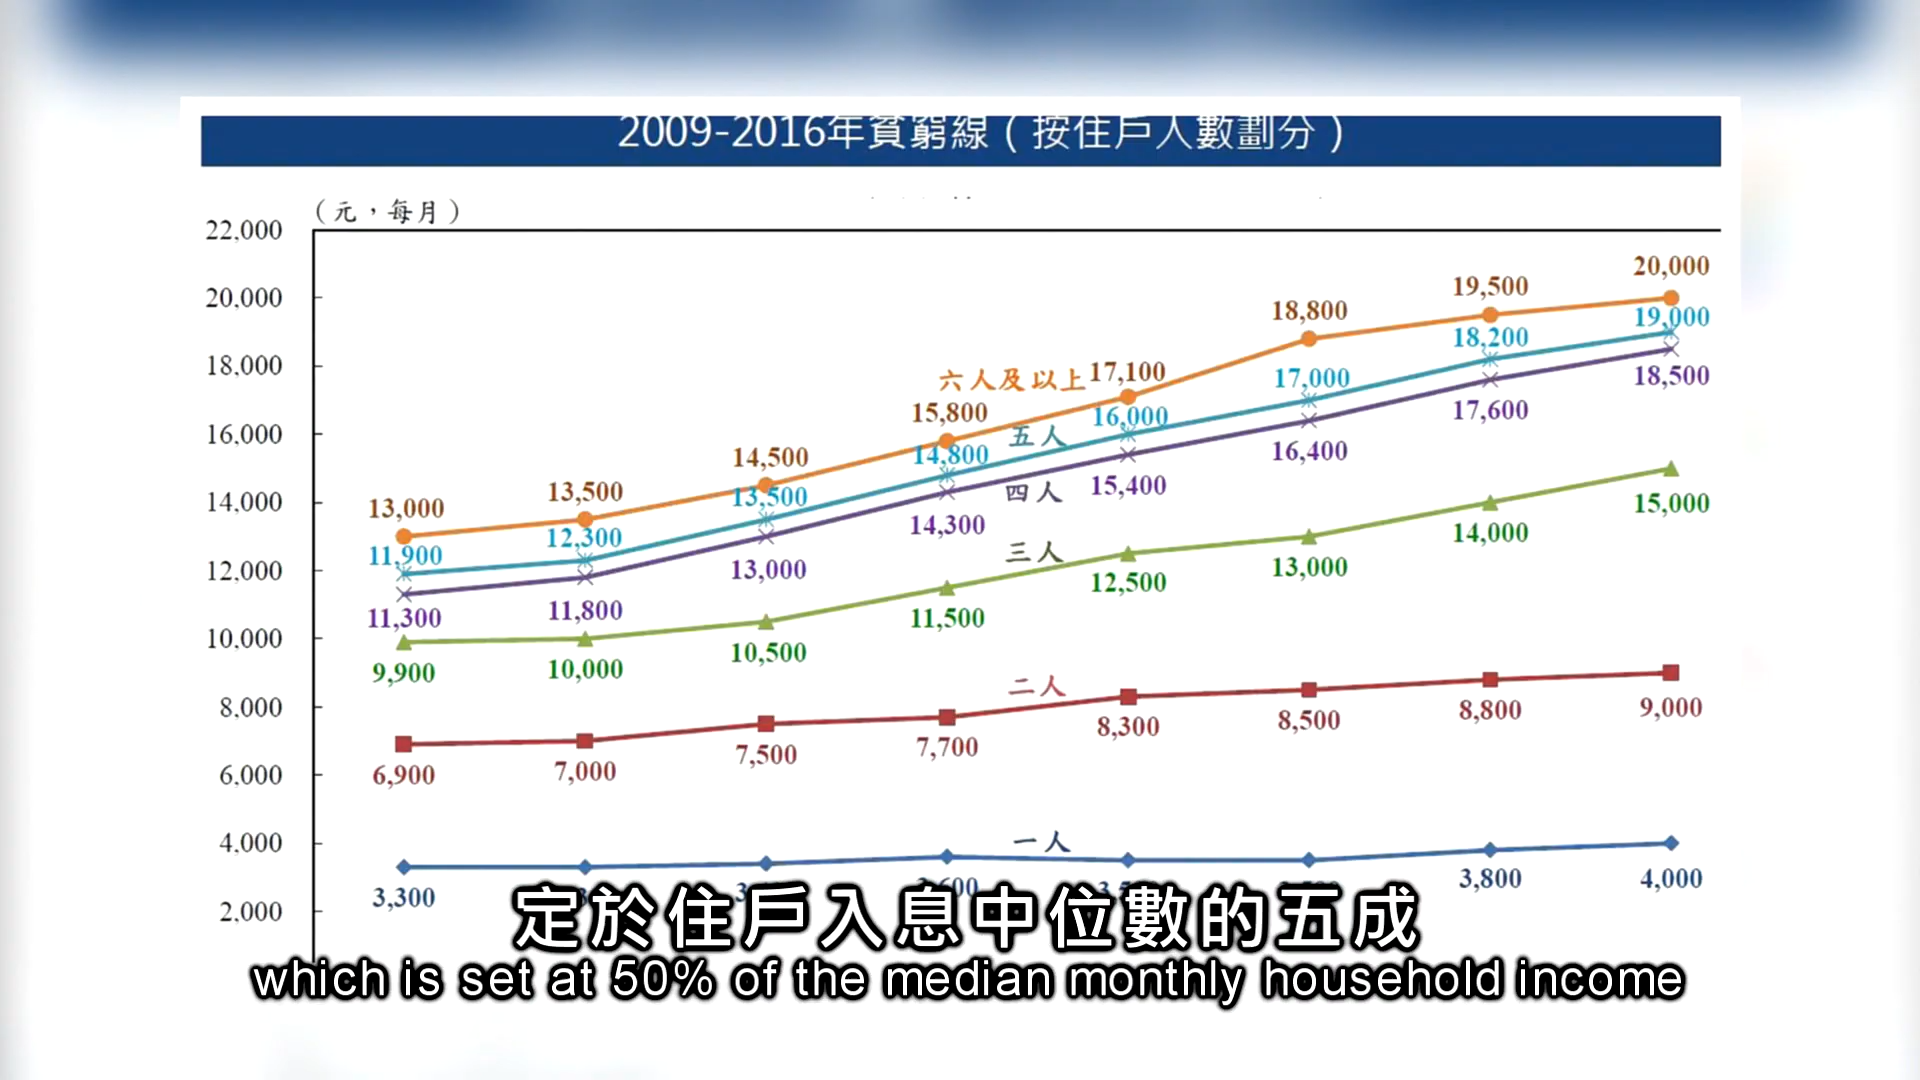 2009-2016年貧窮線（按住戶人數劃分）
（元，每月）
22,000
20,000
18,000
16,000
14,000
12,000
10,000
8,000
6,000
4,000
2,000
六人及以上
13,000 13,500 14,500 15,800 17,100 18,800 19,500 20,000
五人
11,900 12,300 13,500 14,800 16,000 17,000 18,200 19,000
四人
11,300 11,800 13,000 14,300 15,400 16,400 17,600 18,500
三人
9,900 10,000 10,500 11,500 12,500 13,000 14,000 15,000
二人
6,900 7,000 7,500 7,700 8,300 8,500 8,800 9,000
一人
3,300 3,800 4,000
定於住戶入息中位數的五成
which is set at 50% of the median monthly household income